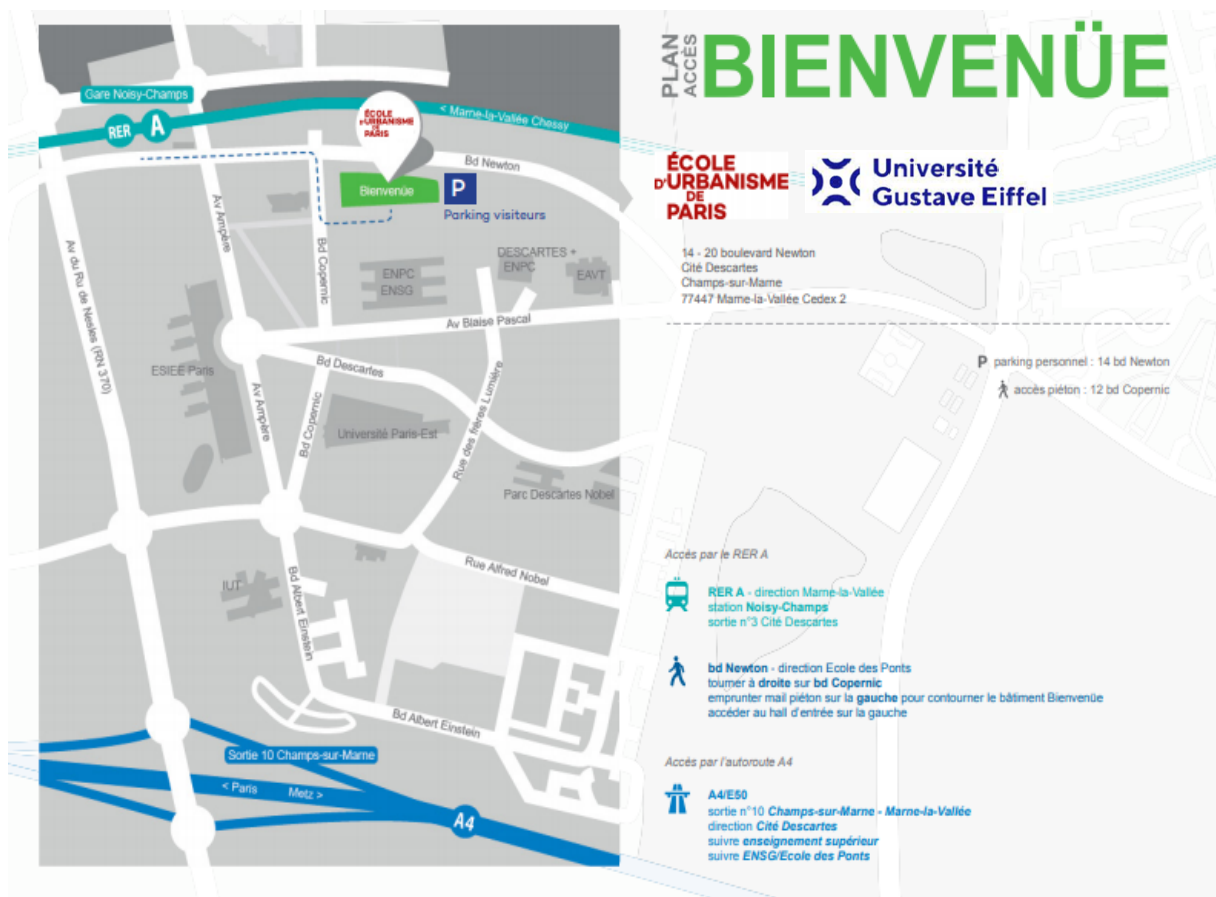 PLAN
ACCÈS
BIENVENÜE
ÉCOLE
D'URBANISME
DE
PARIS
Université
Gustave Eiffel
14 - 20 boulevard Newton
Cité Descartes
Champs-sur-Marne
77447 Marne-la-Vallée Cedex 2
P parking personnel : 14 bd Newton
accès piéton : 12 bd Copernic
Accès par le RER A
RER A - direction Marne-la-Vallée
station Noisy-Champs
sortie n°3 Cité Descartes
bd Newton - direction Ecole des Ponts
tourner à droite sur bd Copernic
emprunter mail piéton sur la gauche pour contourner le bâtiment Bienvenüe
accéder au hall d'entrée sur la gauche
Accès par l'autoroute A4
A4/E50
sortie n°10 Champs-sur-Marne - Marne-la-Vallée
direction Cité Descartes
suivre enseignement supérieur
suivre ENSG/Ecole des Ponts
Gare Noisy-Champs
RER A
< Marne-la-Vallée Chessy
ÉCOLE
D'URBANISME
DE
PARIS
Bd Newton
Bienvenüe
P
Parking visiteurs
Av Ampère
Av du Ru de Nesles (RN 370)
Bd Copernic
DESCARTES +
ENPC
EAVT
ENPC
ENSG
Av Blaise Pascal
Bd Descartes
ESIEE Paris
Av Ampère
Bd Copernic
Université Paris-Est
Rue des frères Lumière
Parc Descartes Nobel
Rue Alfred Nobel
IUT
Bd Albert Einstein
Bd Albert Einstein
Sortie 10 Champs-sur-Marne
< Paris
Metz >
A4